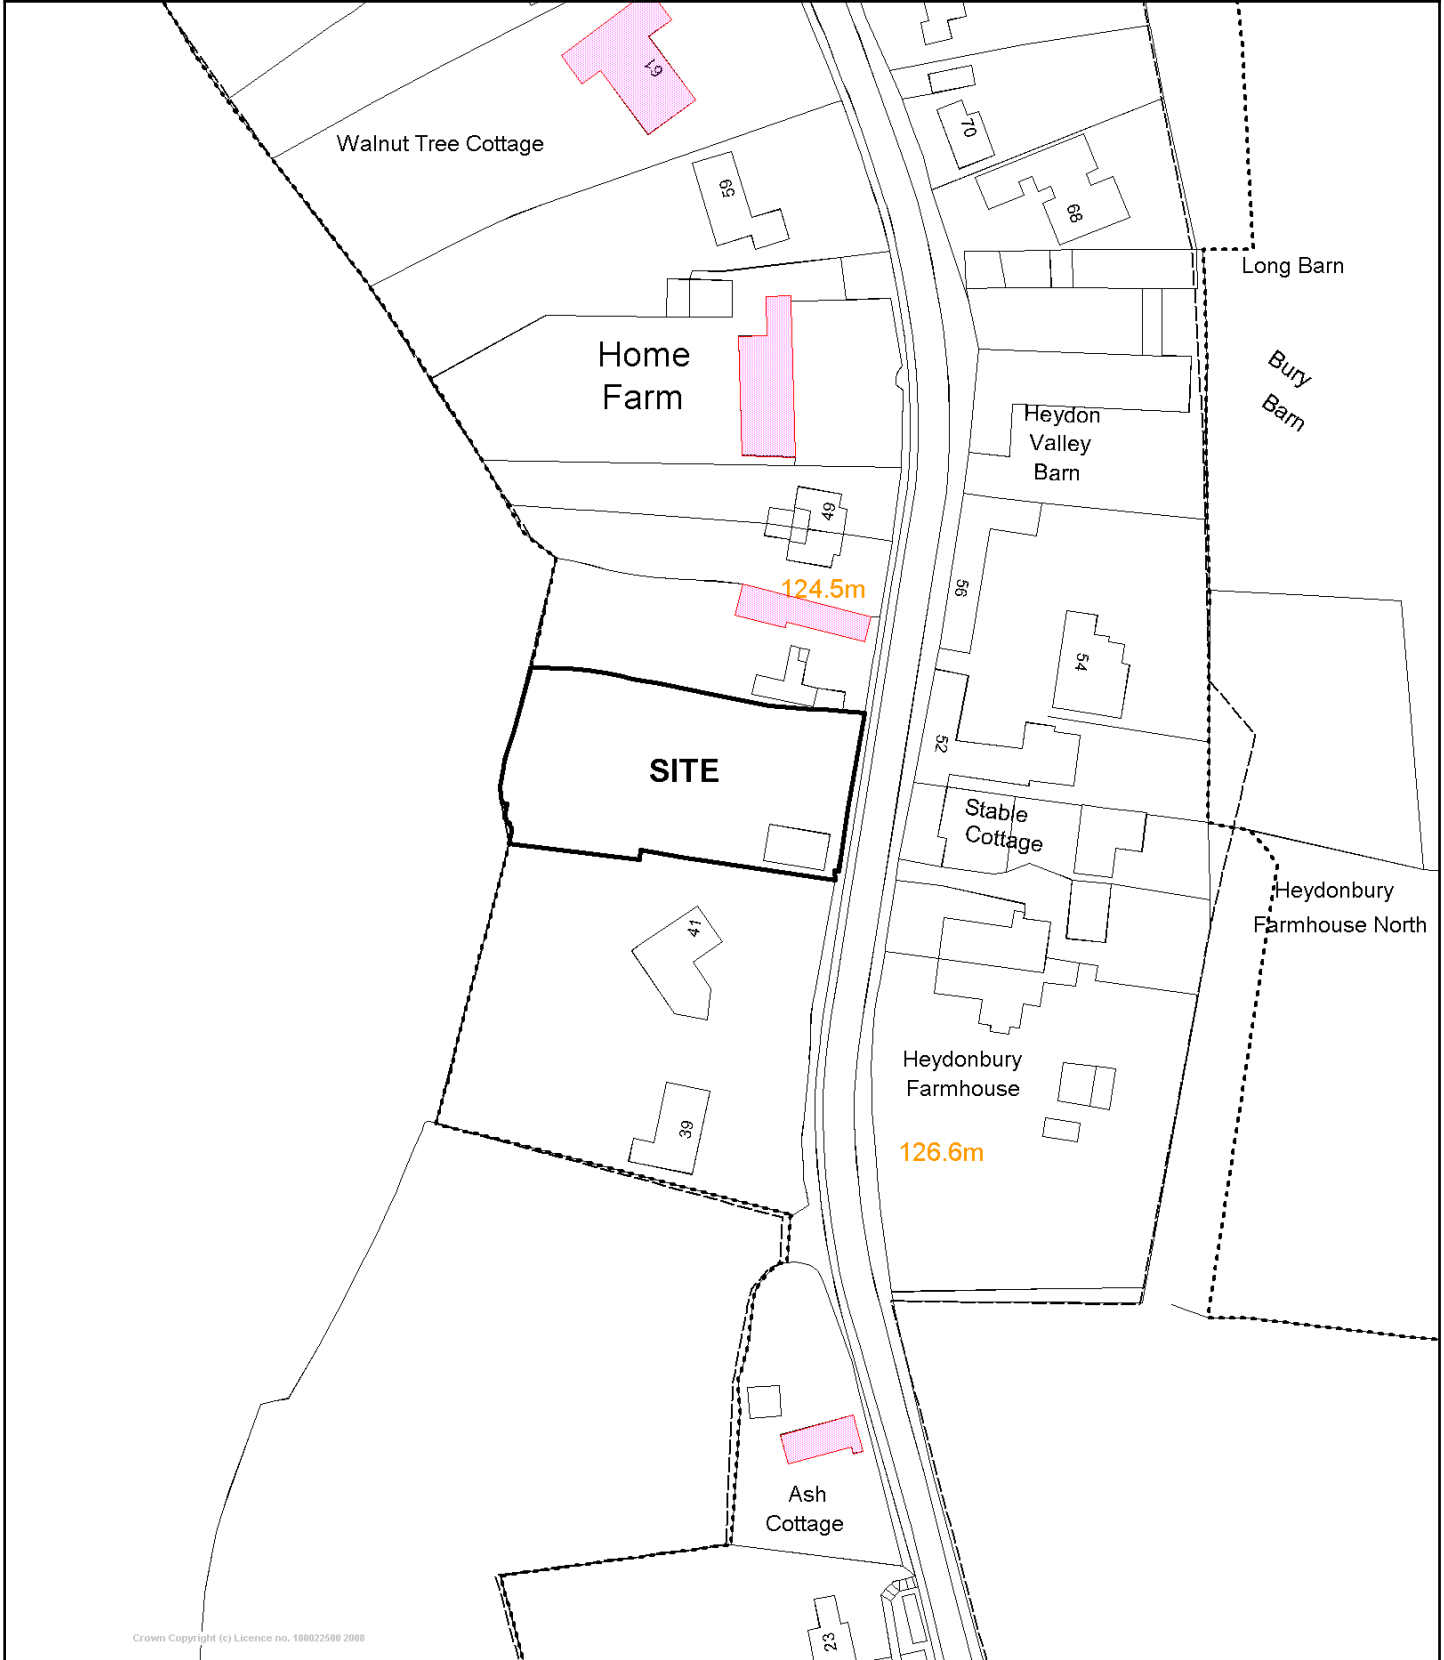 61
Walnut Tree Cottage
59
70
68
Long Barn
Home
Farm
Bury
Barn
Heydon
Valley
Barn
49
124.5m
56
54
SITE
52
Stable
Cottage
Heydonbury
Farmhouse North
41
Heydonbury
Farmhouse
39
126.6m
Ash
Cottage
23
Crown Copyright (c) Licence no. 100022500 2008